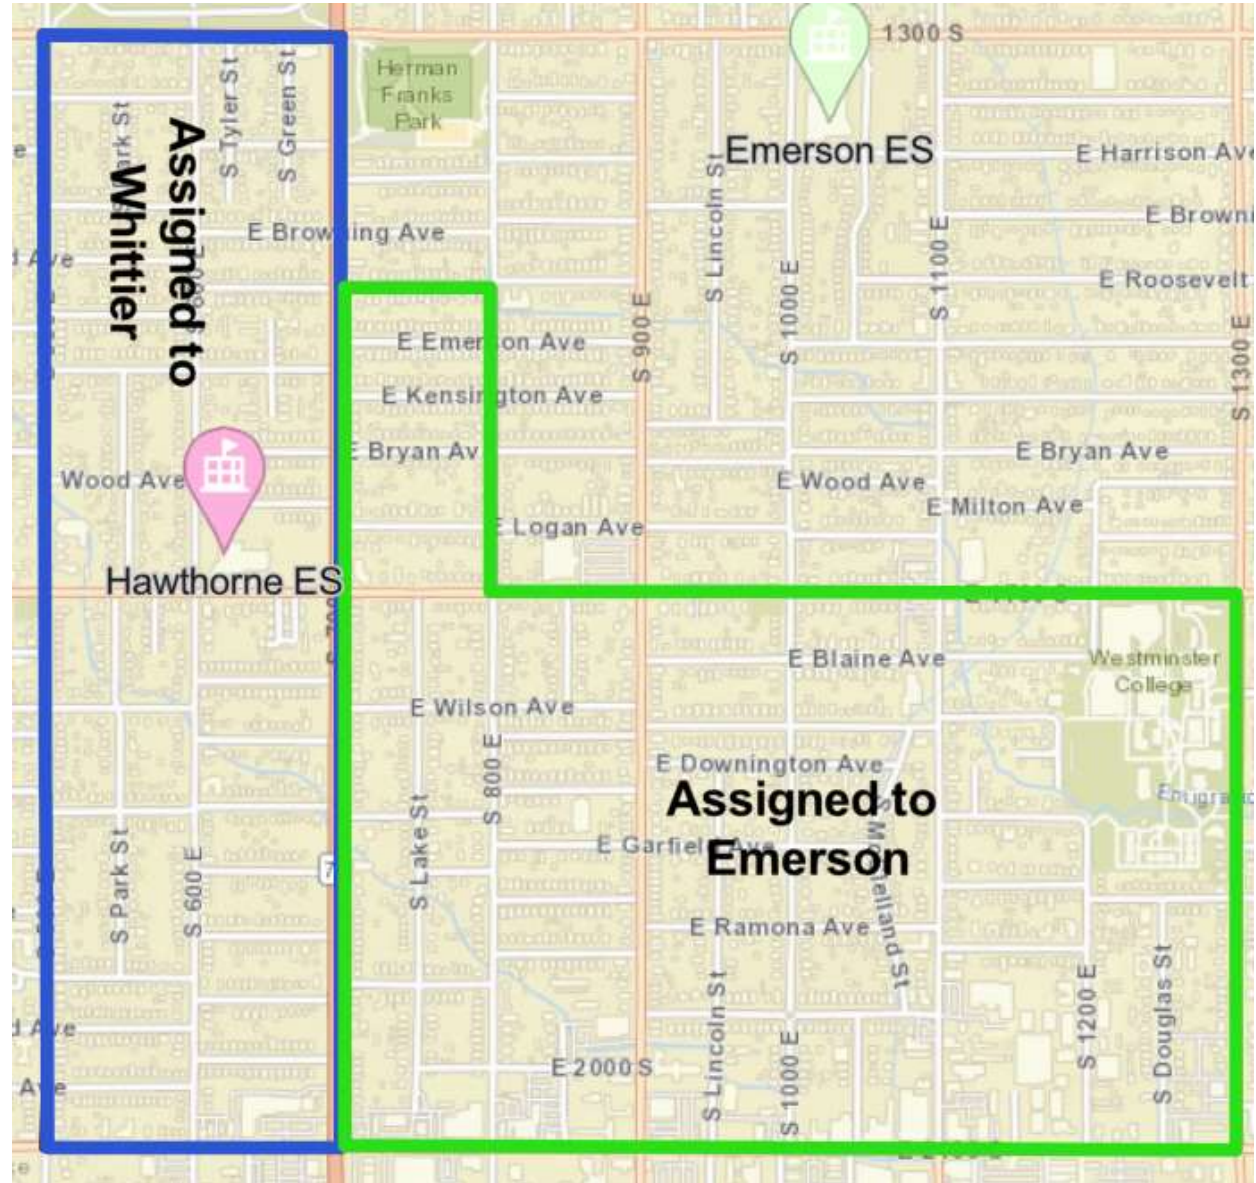 1300 S
Herman
Franks
Park
S Tyler St
S Green St
Emerson ES
E Harrison Ave
Assigned to
Whittier
S Lincoln St
E Browning Ave
S 1100 E
E Roosevelt
S 1000 E
S 900 E
S 1300 E
E Emerson Ave
E Kensington Ave
E Bryan Av
E Bryan Ave
Wood Ave
E Wood Ave
E Milton Ave
E Logan Ave
Hawthorne ES
E Blaine Ave
Westminster
College
E Wilson Ave
S 800 E
E Downington Ave
Assigned to
Emerson
S Lake St
E Garfield Ave
S Park St
S 600 E
7
E Ramona Ave
S Lincoln St
S 1000 E
S 1200 E
S Douglas St
E 2000 S
Ave